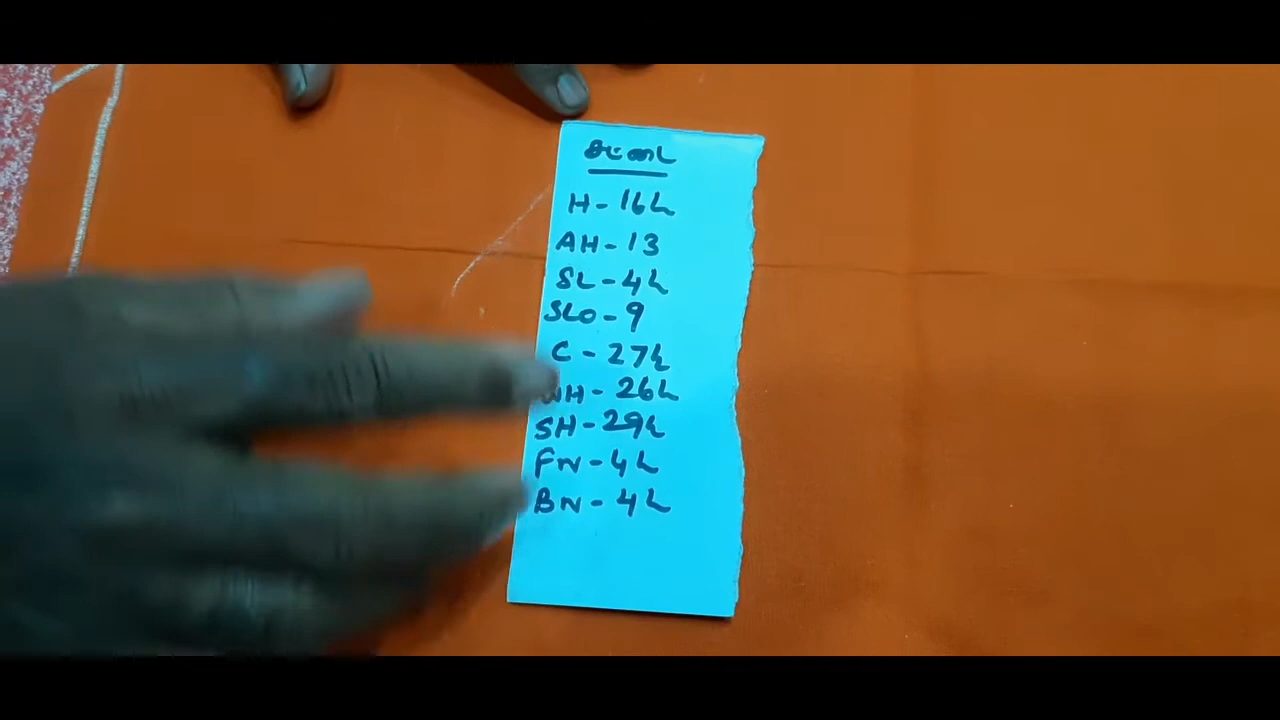 சட்டை
H - 16½
AH - 13
SL - 4½
SLO - 9
C - 27½
WH - 26½
SH - 29½
FN - 4½
BN - 4½